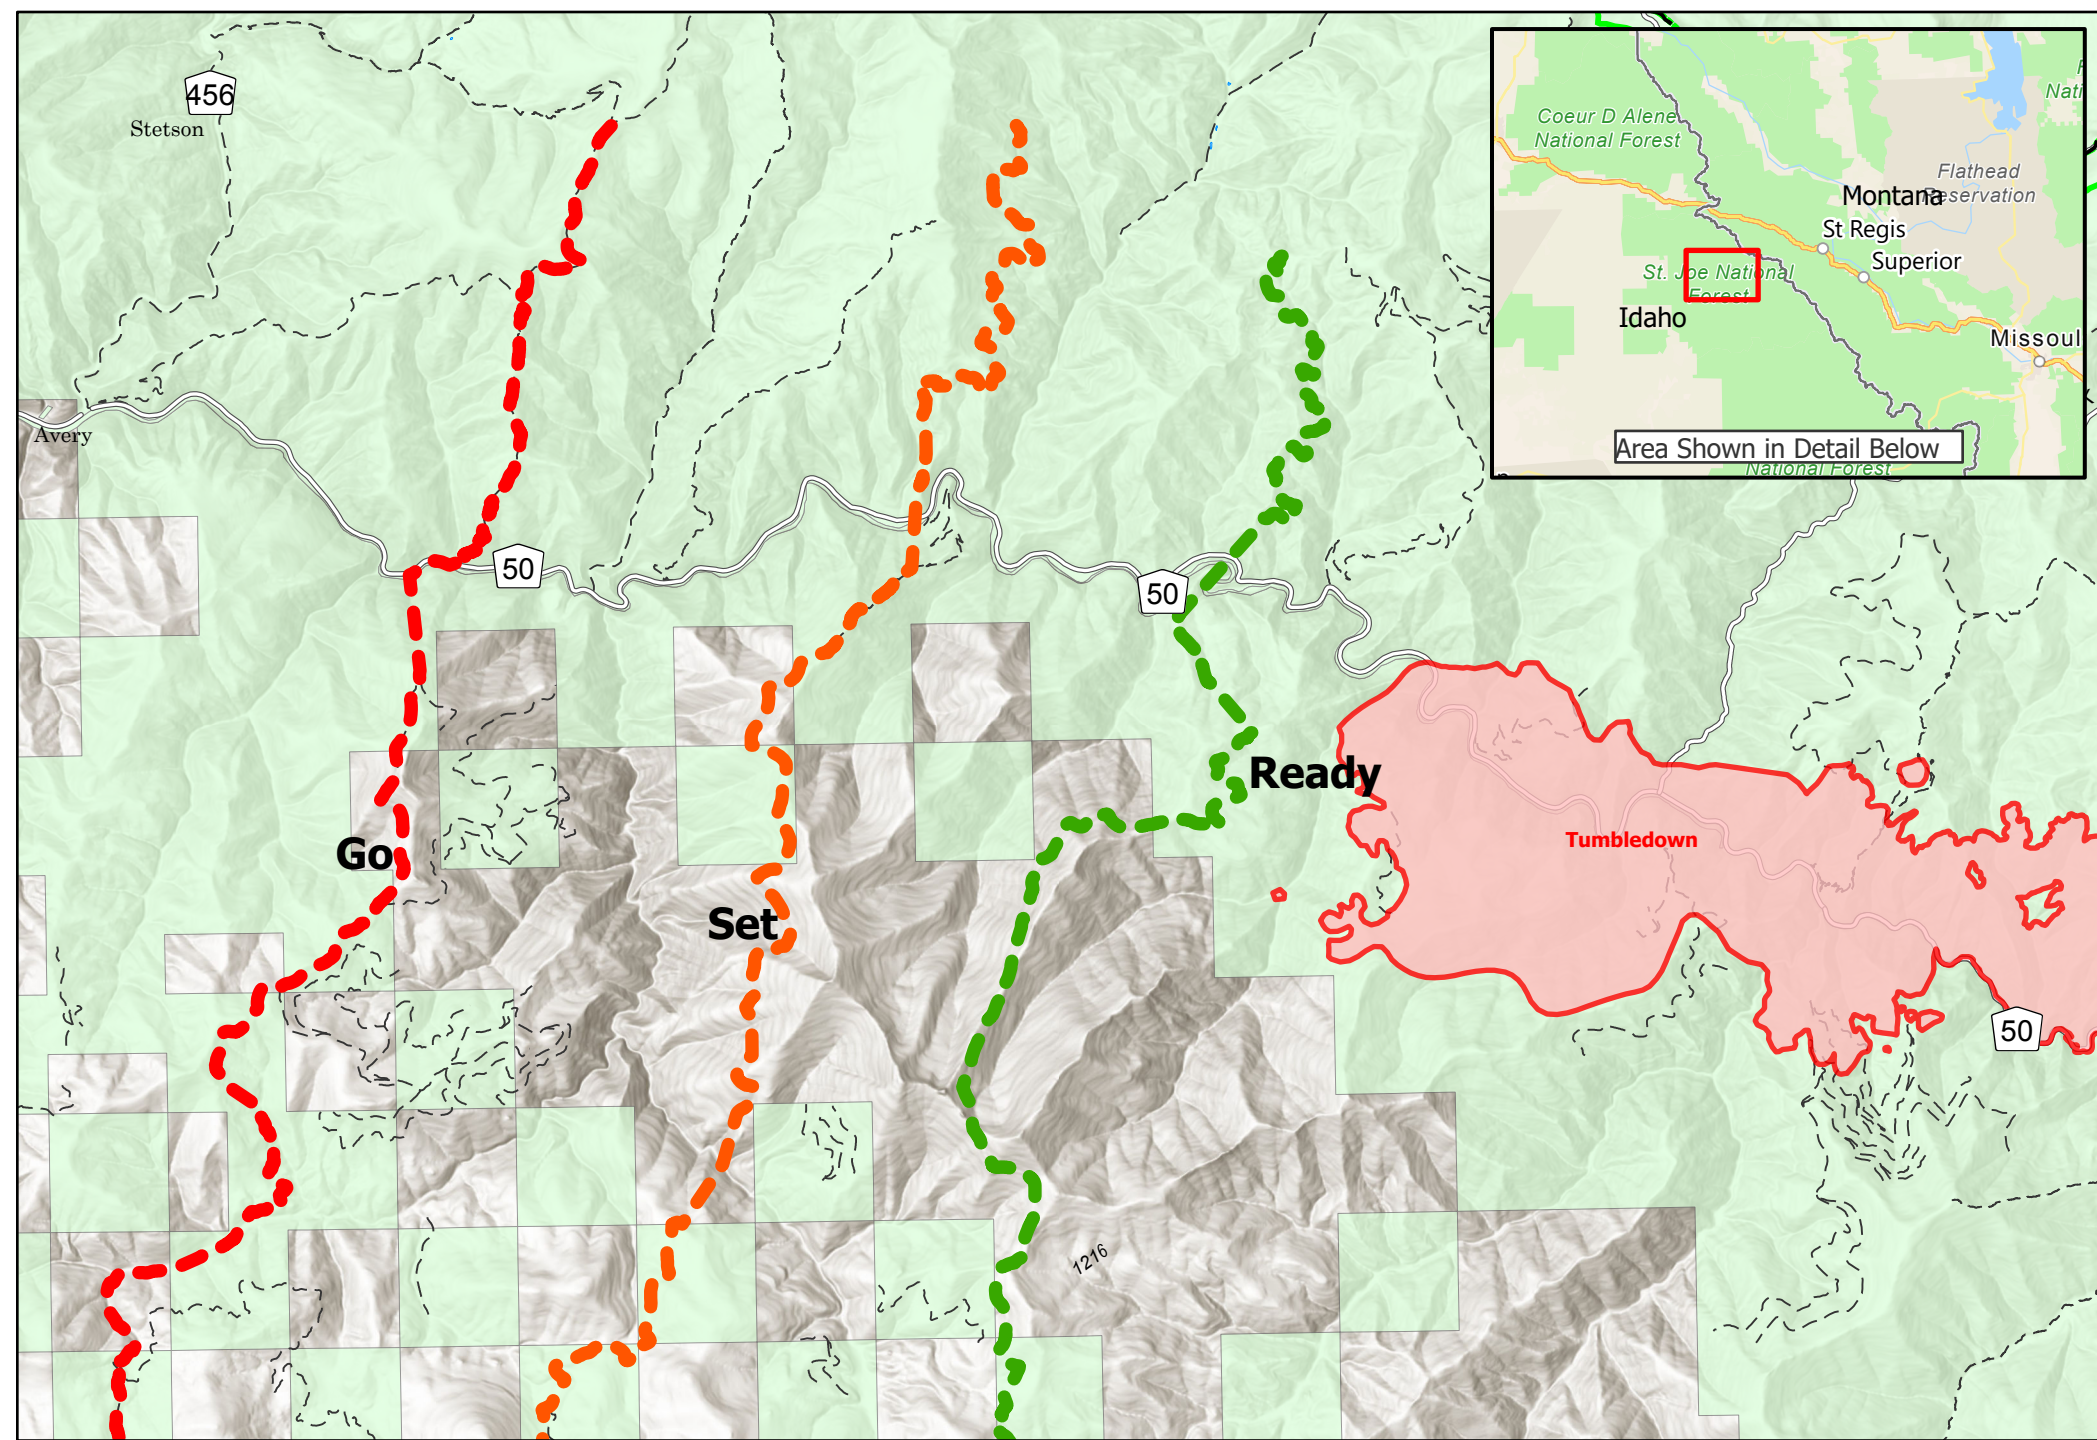 456
Stetson
Avery
50
50
Go
Set
Ready
Tumbledown
50
1216
Coeur D Alene
National Forest
Nati
Flathead
Reservation
Montana
St Regis
Superior
St. Joe National
Forest
Idaho
Missoul
Area Shown in Detail Below
National Forest